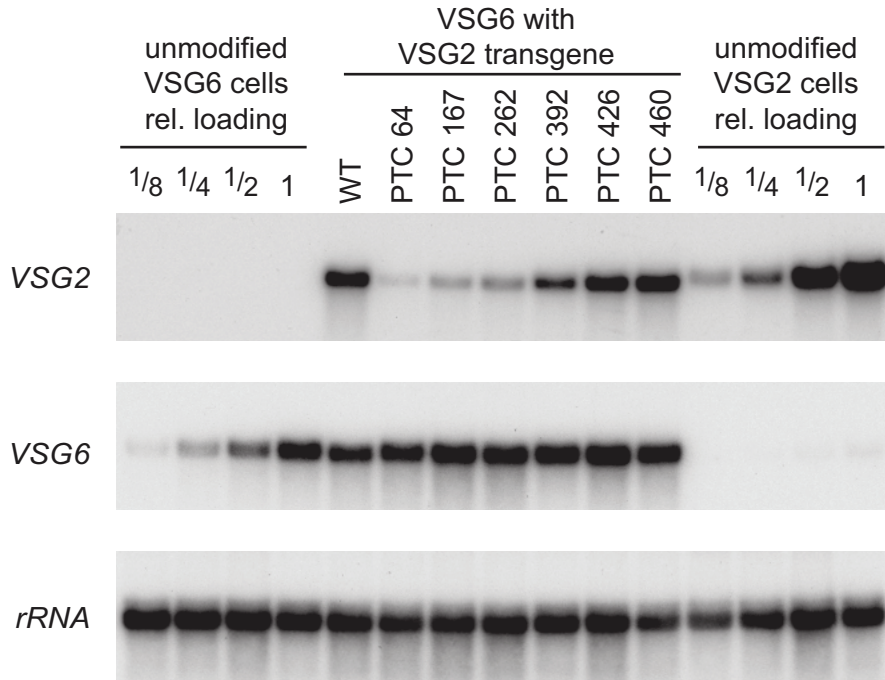 VSG6 with
VSG2 transgene
unmodified
VSG6 cells
rel. loading
unmodified
VSG2 cells
rel. loading
1/8 1/4 1/2 1
WT
PTC 64
PTC 167
PTC 262
PTC 392
PTC 426
PTC 460
1/8 1/4 1/2 1
VSG2
VSG6
rRNA